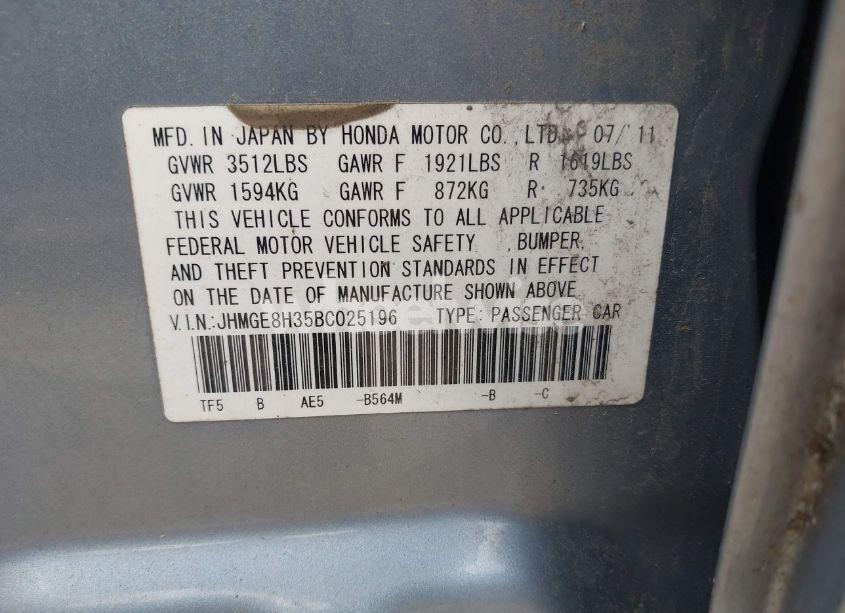 MFD. IN JAPAN BY HONDA MOTOR CO., LTD. 07/ 11
GVWR 3512LBS GAWR F 1921LBS R 1619LBS
GVWR 1594KG GAWR F 872KG R 735KG
THIS VEHICLE CONFORMS TO ALL APPLICABLE
FEDERAL MOTOR VEHICLE SAFETY , BUMPER,
AND THEFT PREVENTION STANDARDS IN EFFECT
ON THE DATE OF MANUFACTURE SHOWN ABOVE
V.I.N.: JHMGE8H35BC025196 TYPE: PASSENGER CAR
TF5 B AE5 -B564M -B -C